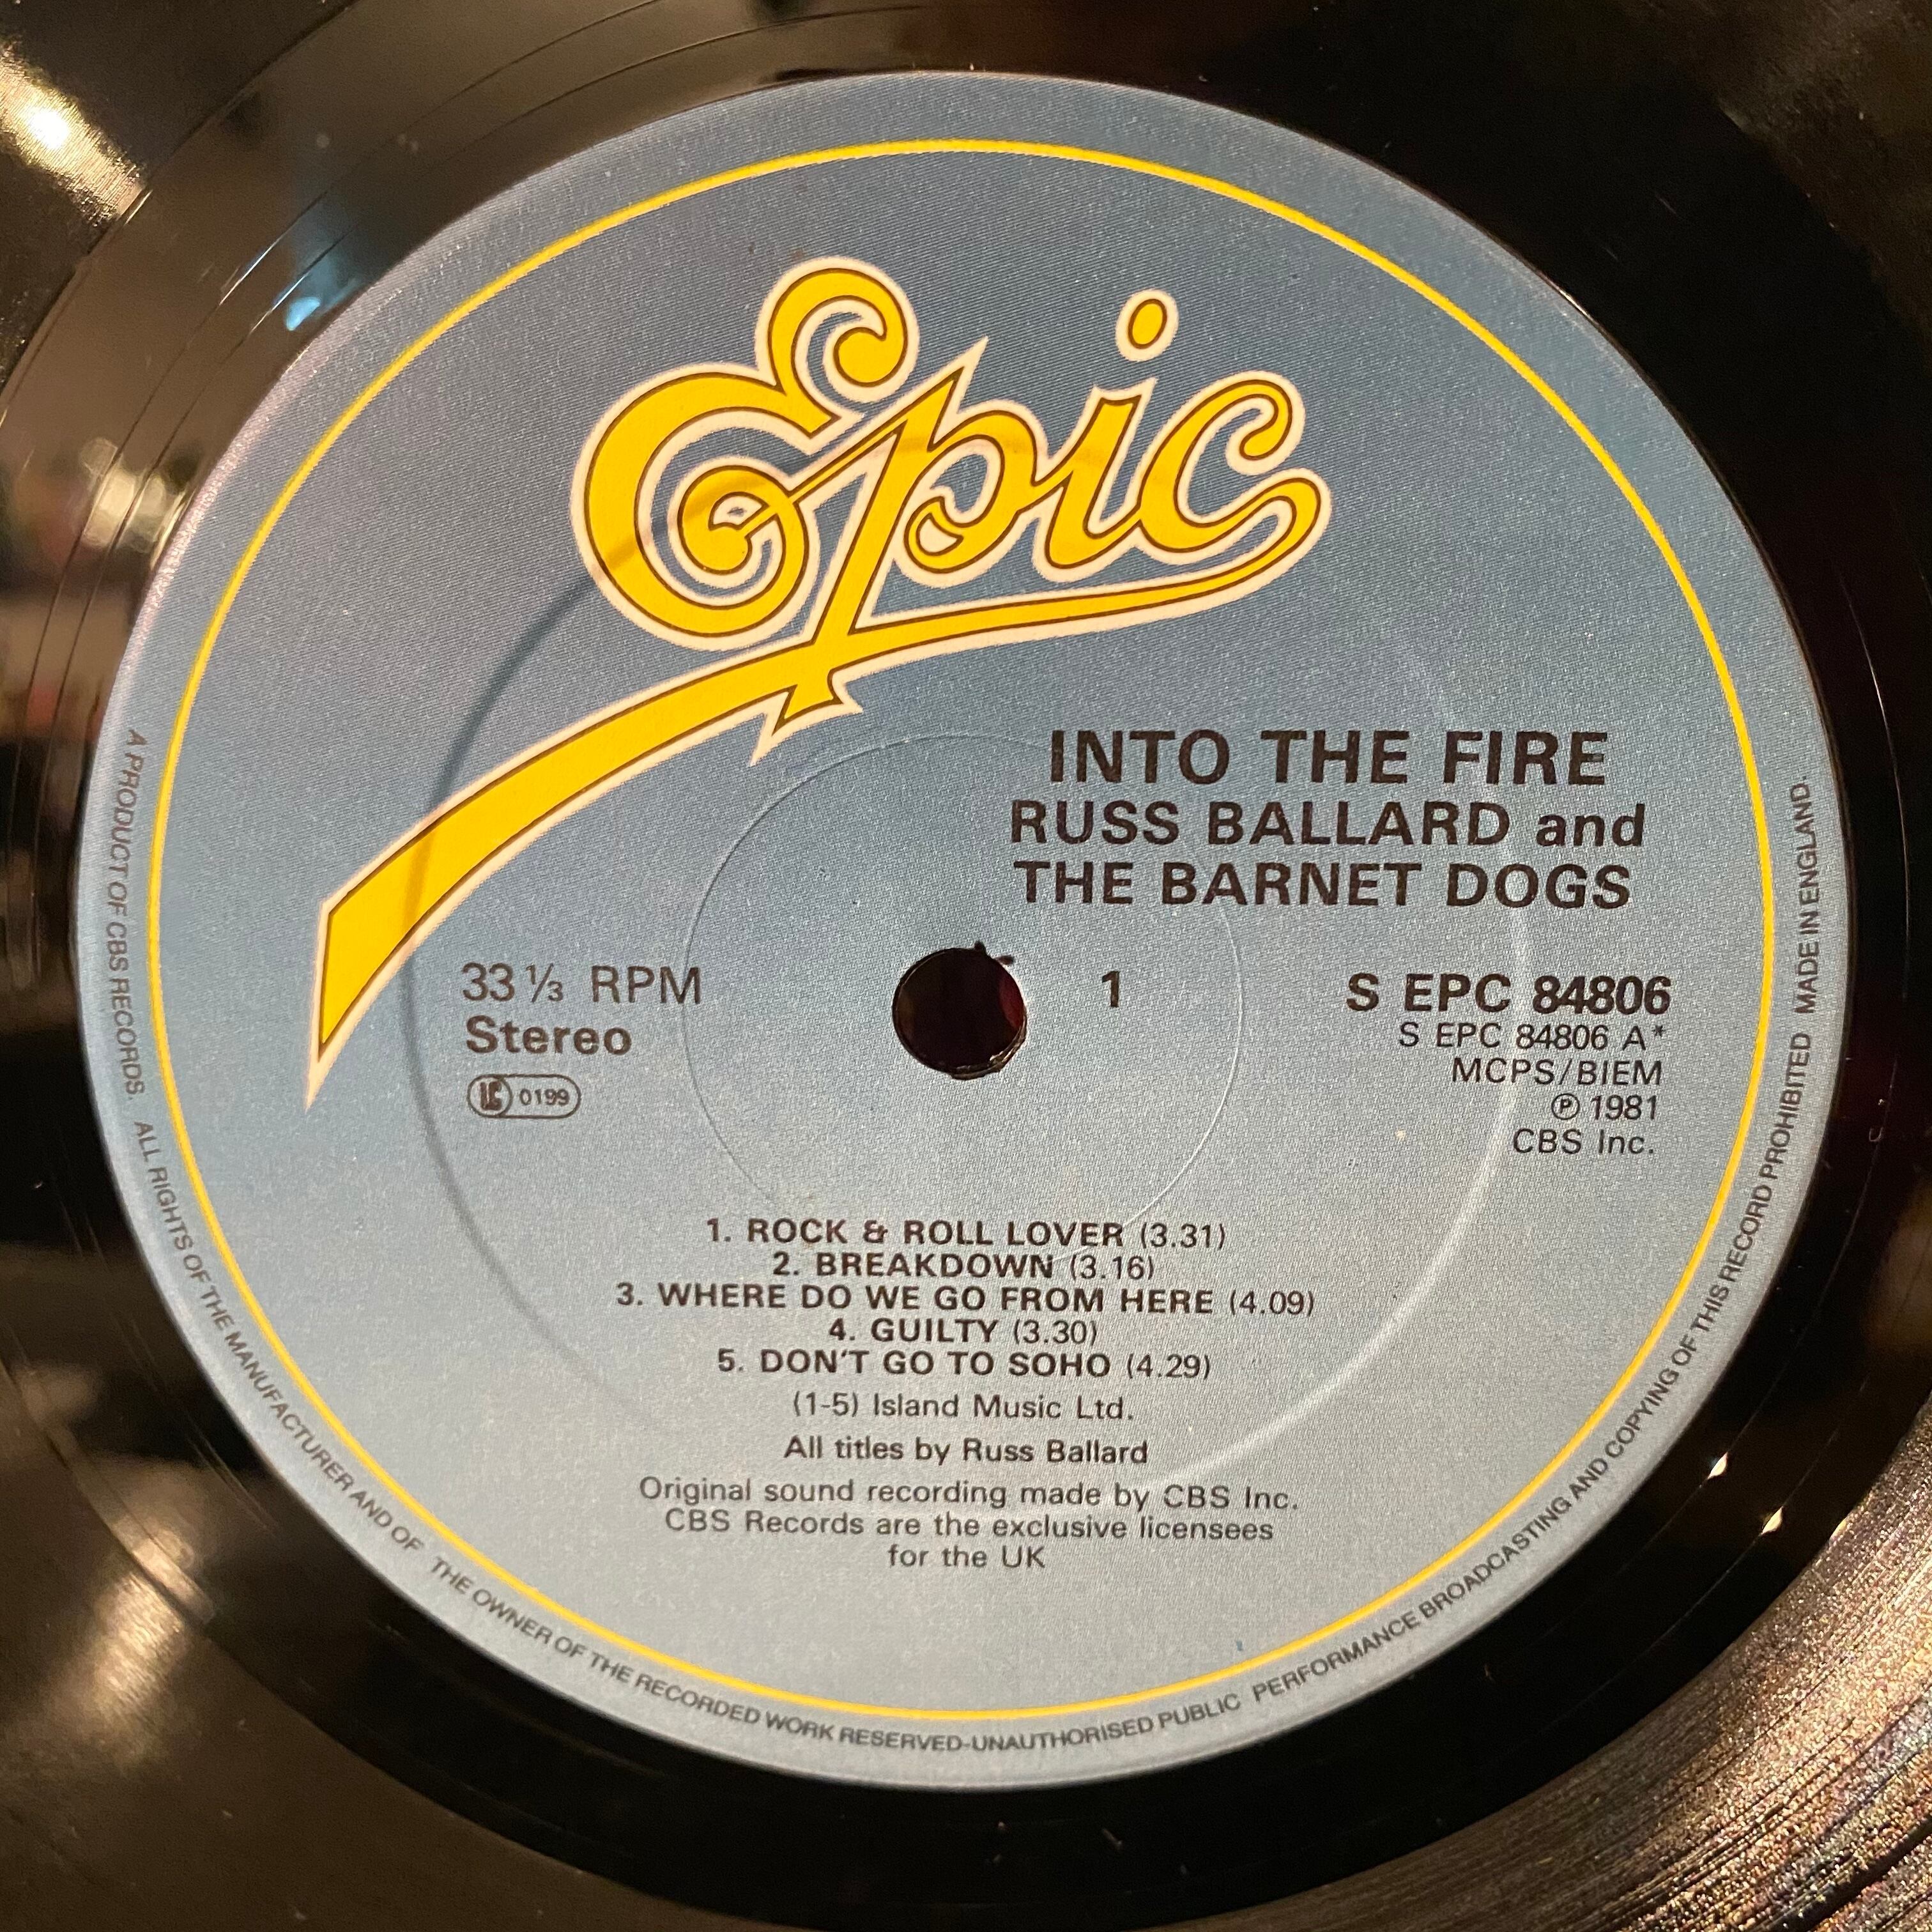 Epic
INTO THE FIRE
RUSS BALLARD and
THE BARNET DOGS
33 ⅓ RPM
Stereo
LC 0199
1
S EPC 84806
S EPC 84806 A*
MCPS/BIEM
℗ 1981
CBS Inc.
1. ROCK & ROLL LOVER (3.31)
2. BREAKDOWN (3.16)
3. WHERE DO WE GO FROM HERE (4.09)
4. GUILTY (3.30)
5. DON'T GO TO SOHO (4.29)
(1-5) Island Music Ltd.
All titles by Russ Ballard
Original sound recording made by CBS Inc.
CBS Records are the exclusive licensees
for the UK
A PRODUCT OF CBS RECORDS. ALL RIGHTS OF THE MANUFACTURER AND OF THE OWNER OF THE RECORDED WORK RESERVED-UNAUTHORISED PUBLIC PERFORMANCE BROADCASTING AND COPYING OF THIS RECORD PROHIBITED MADE IN ENGLAND.